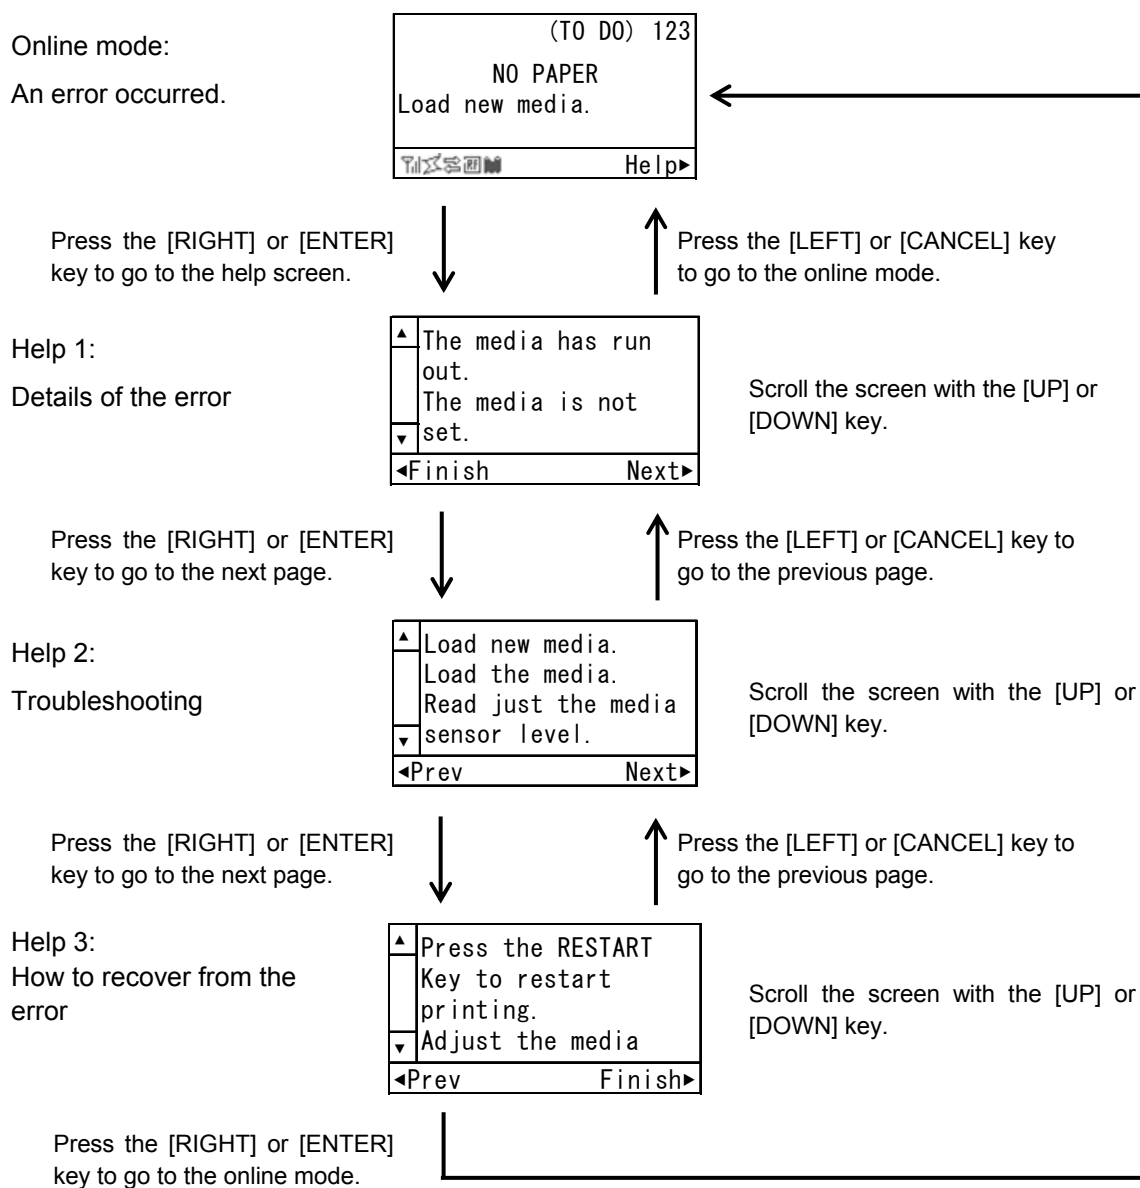 Online mode:
An error occurred.
(TO DO) 123
NO PAPER
Load new media.
RF
Help▶
Press the [RIGHT] or [ENTER]
key to go to the help screen.
Press the [LEFT] or [CANCEL] key
to go to the online mode.
Help 1:
Details of the error
The media has run
out.
The media is not
set.
◀Finish Next▶
Scroll the screen with the [UP] or
[DOWN] key.
Press the [RIGHT] or [ENTER]
key to go to the next page.
Press the [LEFT] or [CANCEL] key to
go to the previous page.
Help 2:
Troubleshooting
Load new media.
Load the media.
Read just the media
sensor level.
◀Prev Next▶
Scroll the screen with the [UP] or
[DOWN] key.
Press the [RIGHT] or [ENTER]
key to go to the next page.
Press the [LEFT] or [CANCEL] key to
go to the previous page.
Help 3:
How to recover from the
error
Press the RESTART
Key to restart
printing.
Adjust the media
◀Prev Finish▶
Scroll the screen with the [UP] or
[DOWN] key.
Press the [RIGHT] or [ENTER]
key to go to the online mode.